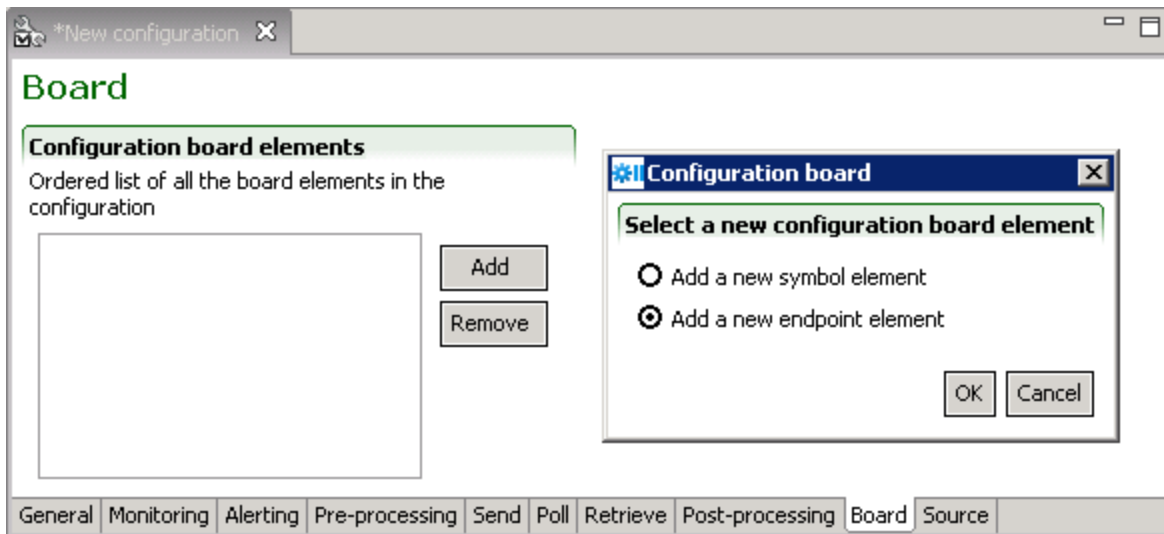 *New configuration
Board
Configuration board elements
Ordered list of all the board elements in the
configuration
Add
Remove
Configuration board
Select a new configuration board element
Add a new symbol element
Add a new endpoint element
OK Cancel
General Monitoring Alerting Pre-processing Send Poll Retrieve Post-processing Board Source